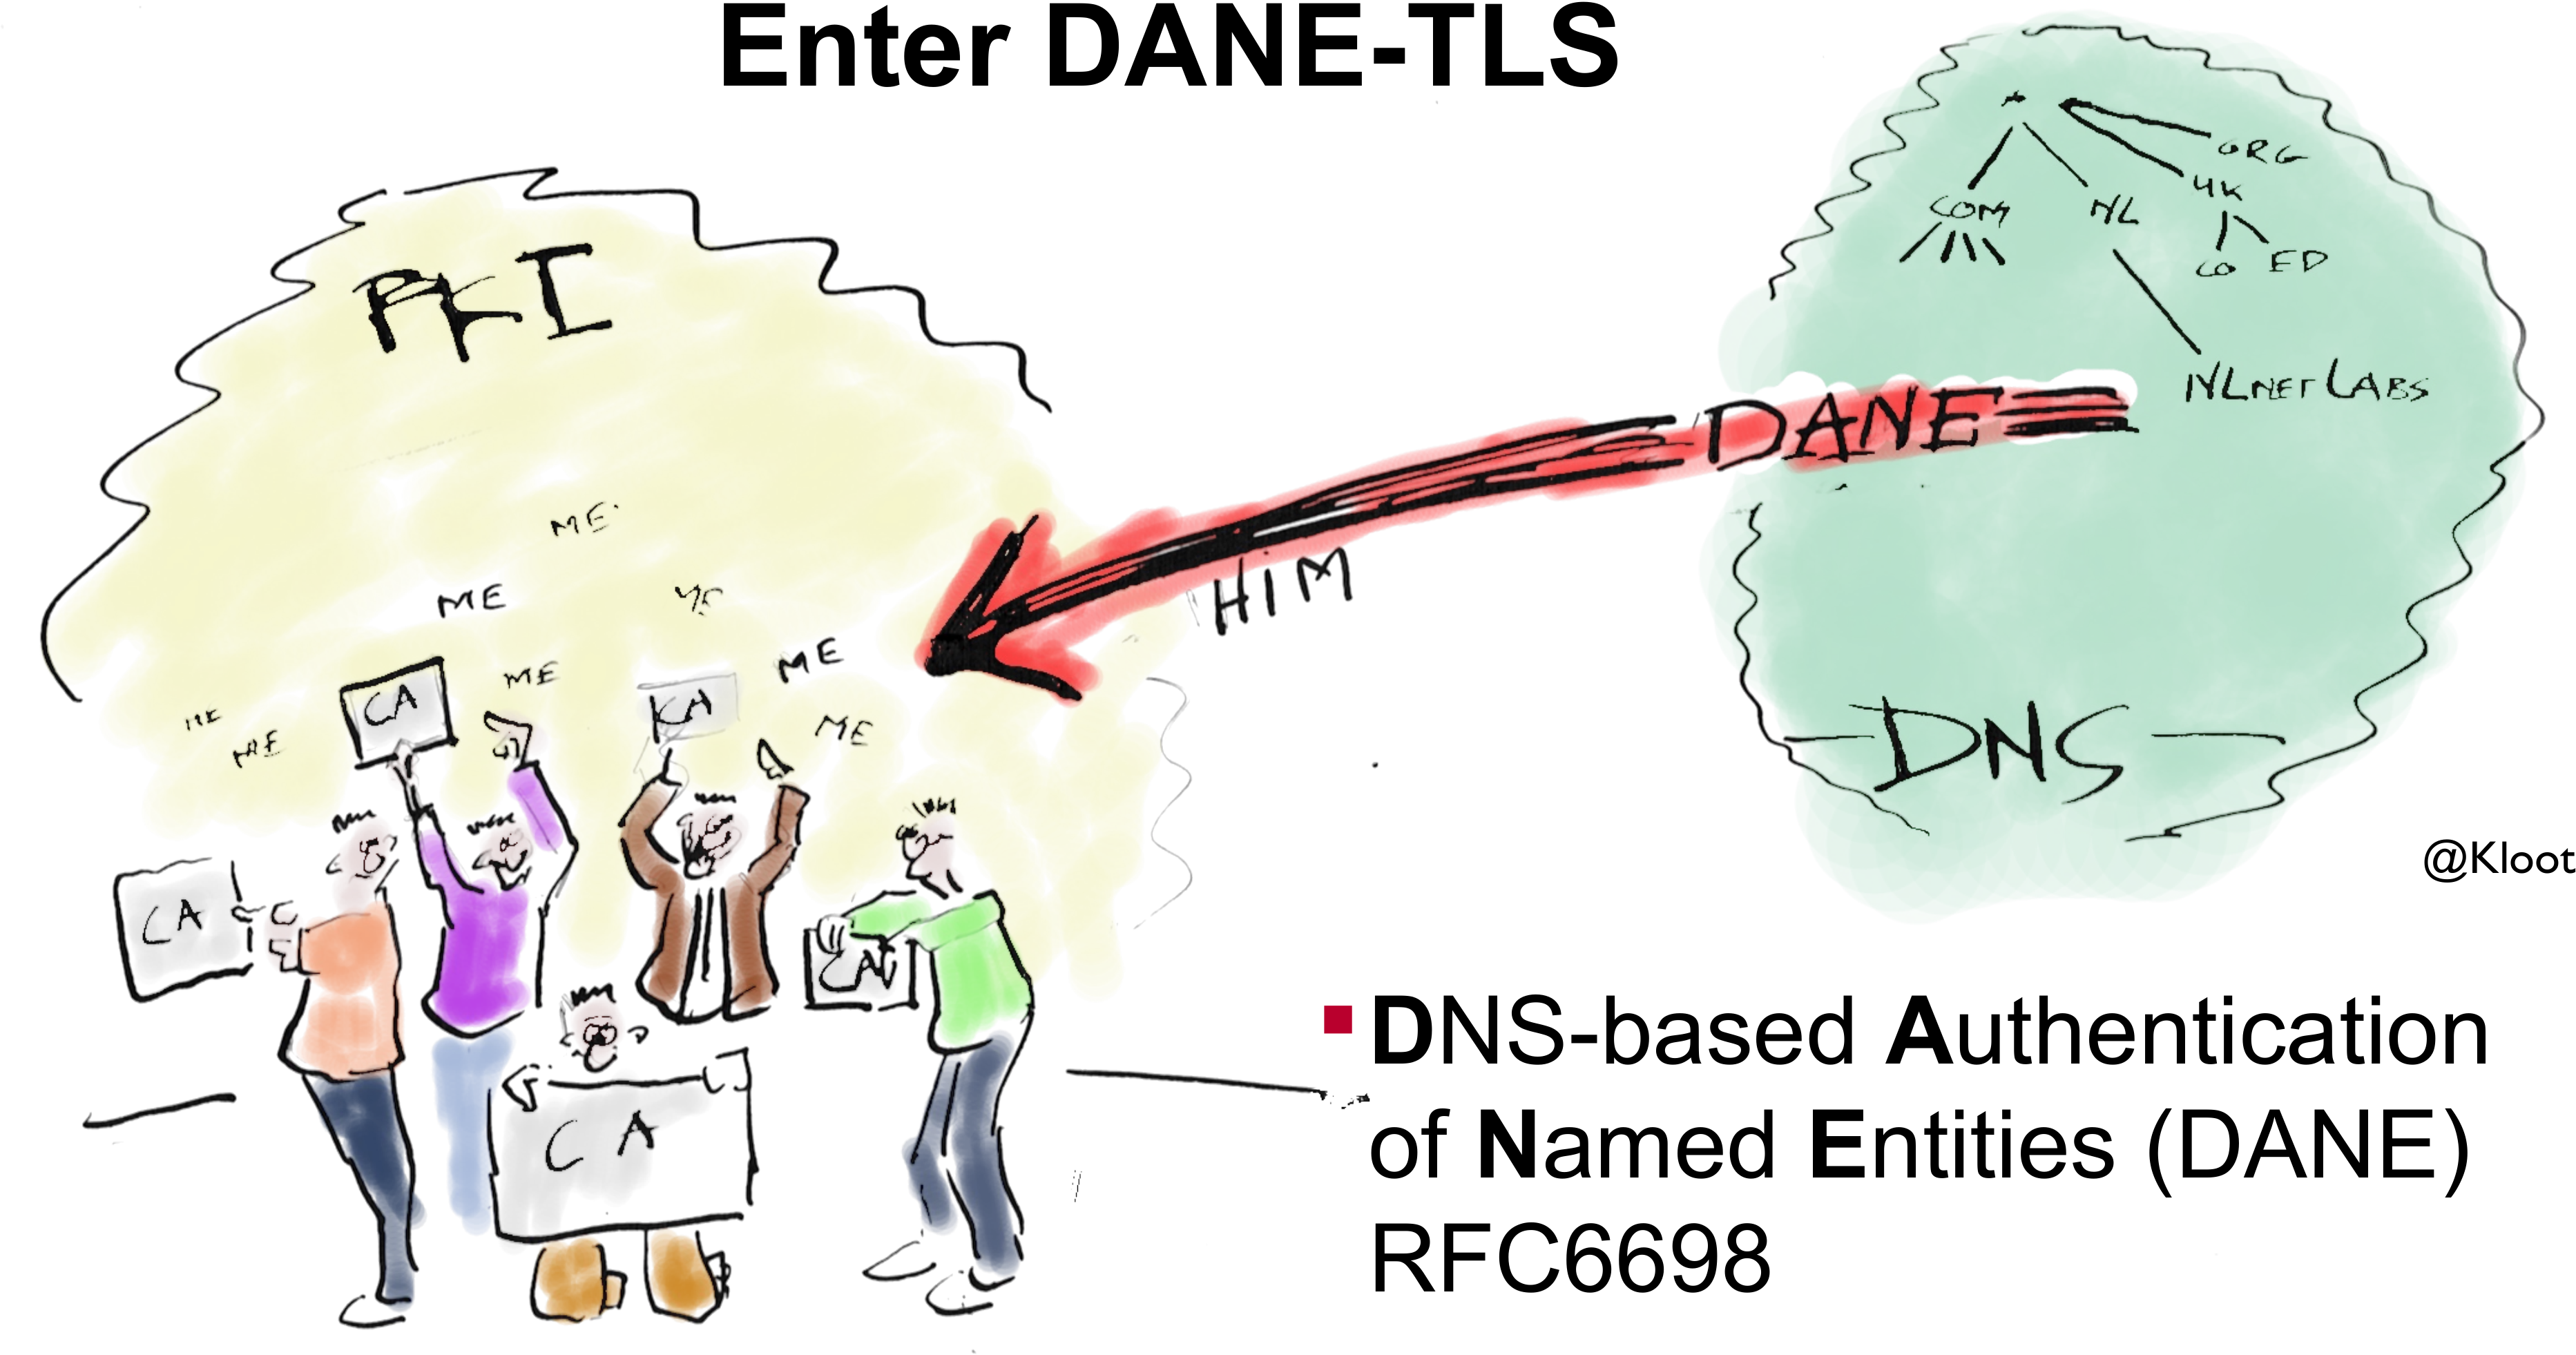 Enter DANE-TLS
*
ORG
UK
COM
NL
CO ED
NLNET LABS
PKI
DANE
HIM
ME
ME
ME
ME
ME
ME
ME
ME
CA
CA
CA
CA
CA
DNS
@Kloot
DNS-based Authentication
of Named Entities (DANE)
RFC6698